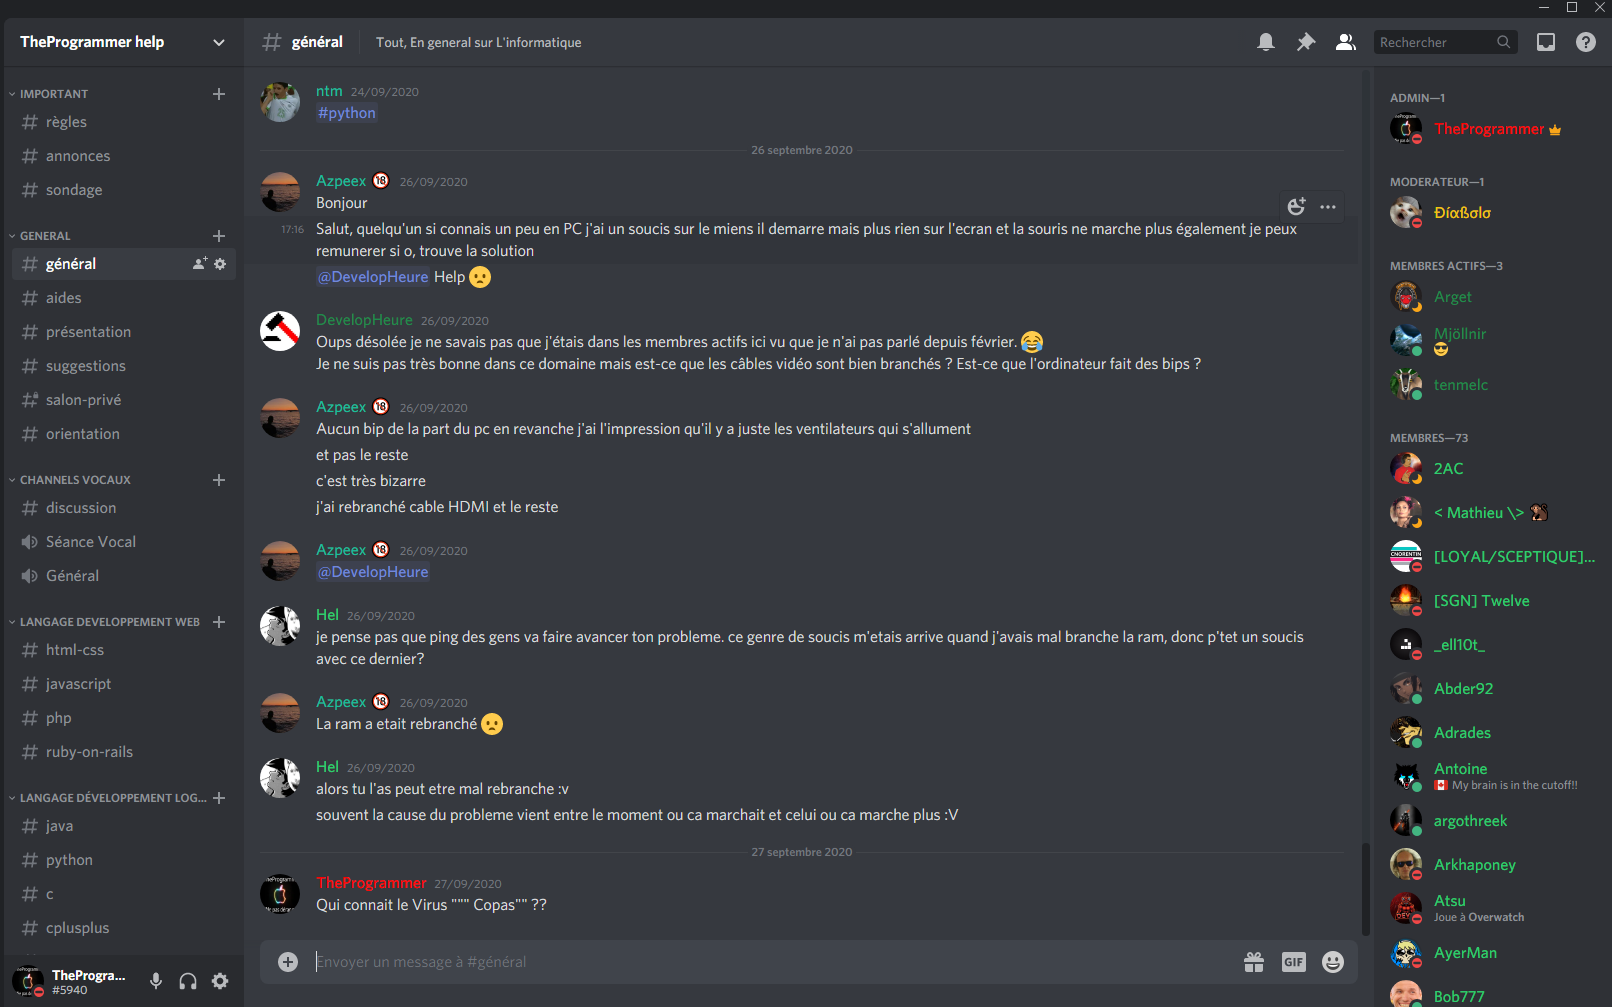 TheProgrammer help
IMPORTANT
règles
annonces
sondage
GENERAL
général
aides
présentation
suggestions
salon-privé
orientation
CHANNELS VOCAUX
discussion
Séance Vocal
Général
LANGAGE DEVELOPPEMENT WEB
html-css
javascript
php
ruby-on-rails
LANGAGE DÉVELOPPEMENT LOG...
java
python
c
cplusplus
TheProgra...
#5940
général
Tout, En general sur L'informatique
Rechercher
ntm 24/09/2020
#python
26 septembre 2020
Azpeex 🔞 26/09/2020
Bonjour
17:16 Salut, quelqu'un si connais un peu en PC j'ai un soucis sur le miens il demarre mais plus rien sur l'ecran et la souris ne marche plus également je peux
remunerer si o, trouve la solution
@DevelopHeure Help
DevelopHeure 26/09/2020
Oups désolée je ne savais pas que j'étais dans les membres actifs ici vu que je n'ai pas parlé depuis février. 😂
Je ne suis pas très bonne dans ce domaine mais est-ce que les câbles vidéo sont bien branchés ? Est-ce que l'ordinateur fait des bips ?
Azpeex 🔞 26/09/2020
Aucun bip de la part du pc en revanche j'ai l'impression qu'il y a juste les ventilateurs qui s'allument
et pas le reste
c'est très bizarre
j'ai rebranché cable HDMI et le reste
Azpeex 🔞 26/09/2020
@DevelopHeure
Hel 26/09/2020
je pense pas que ping des gens va faire avancer ton probleme. ce genre de soucis m'etais arrive quand j'avais mal branche la ram, donc p'tet un soucis
avec ce dernier?
Azpeex 🔞 26/09/2020
La ram a etait rebranché
Hel 26/09/2020
alors tu l'as peut etre mal rebranche :v
souvent la cause du probleme vient entre le moment ou ca marchait et celui ou ca marche plus :V
27 septembre 2020
TheProgrammer 27/09/2020
Qui connait le Virus """ Copas"" ??
Envoyer un message à #général
GIF
ADMIN—1
TheProgrammer
MODERATEUR—1
Đíαßσlσ
MEMBRES ACTIFS—3
Arget
Mjöllnir
😎
tenmelc
MEMBRES—73
2AC
< Mathieu \>
[LOYAL/SCEPTIQUE]...
[SGN] Twelve
_ell10t_
Abder92
Adrades
Antoine
🇨🇦 My brain is in the cutoff!!
argothreek
Arkhaponey
Atsu
Joue à Overwatch
AyerMan
Bob777